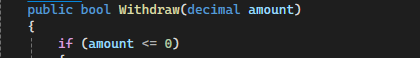 public bool Withdraw(decimal amount)
{
if (amount <= 0)
{